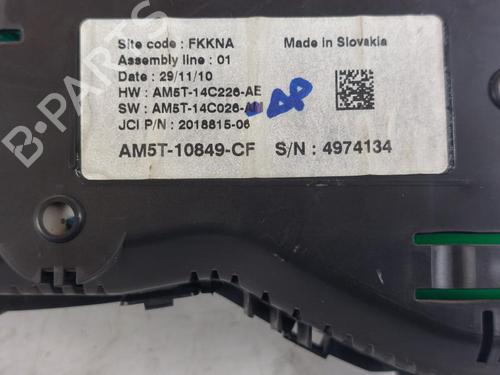 Site code : FKKNA Made in Slovakia
Assembly line : 01
Date : 29/11/10
HW : AM5T-14C226-AE
SW : AM5T-14C026-
JCI P/N : 2018815-06
AM5T-10849-CF S/N : 4974134
B-PARTS